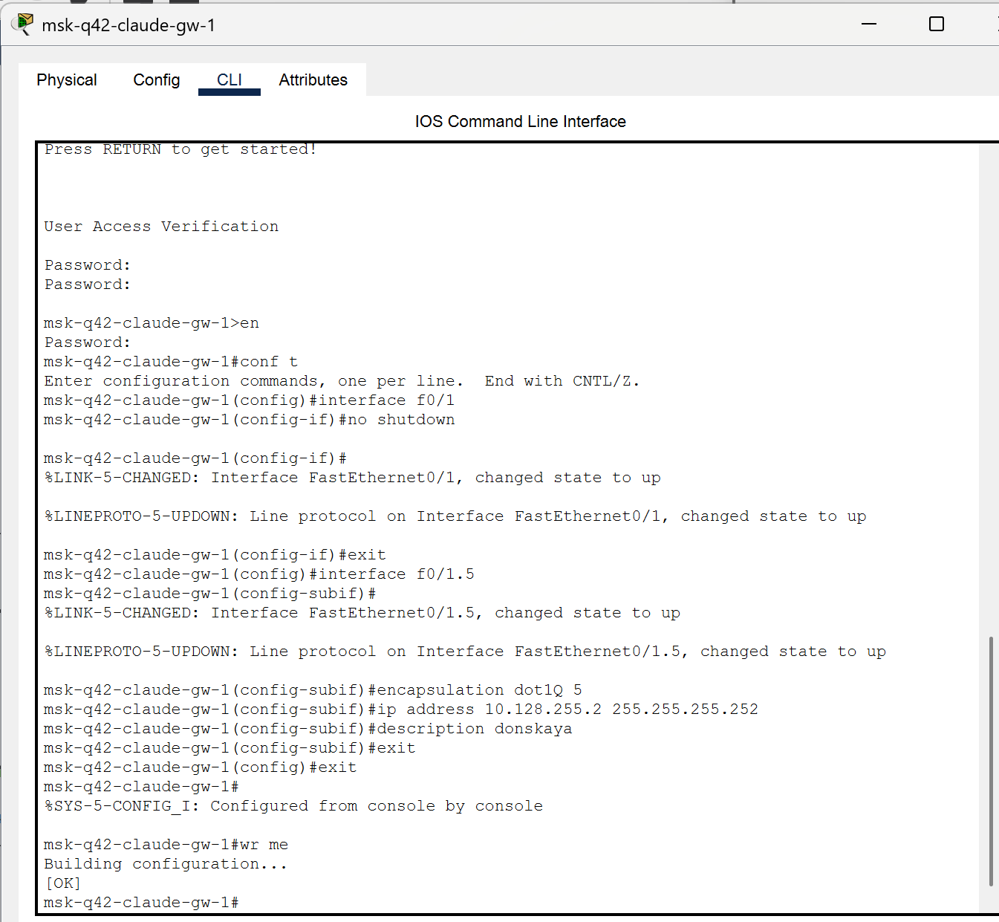 msk-q42-claude-gw-1
Physical Config CLI Attributes
IOS Command Line Interface
Press RETURN to get started!
User Access Verification
Password:
Password:
msk-q42-claude-gw-1>en
Password:
msk-q42-claude-gw-1#conf t
Enter configuration commands, one per line.  End with CNTL/Z.
msk-q42-claude-gw-1(config)#interface f0/1
msk-q42-claude-gw-1(config-if)#no shutdown
msk-q42-claude-gw-1(config-if)#
%LINK-5-CHANGED: Interface FastEthernet0/1, changed state to up
%LINEPROTO-5-UPDOWN: Line protocol on Interface FastEthernet0/1, changed state to up
msk-q42-claude-gw-1(config-if)#exit
msk-q42-claude-gw-1(config)#interface f0/1.5
msk-q42-claude-gw-1(config-subif)#
%LINK-5-CHANGED: Interface FastEthernet0/1.5, changed state to up
%LINEPROTO-5-UPDOWN: Line protocol on Interface FastEthernet0/1.5, changed state to up
msk-q42-claude-gw-1(config-subif)#encapsulation dot1Q 5
msk-q42-claude-gw-1(config-subif)#ip address 10.128.255.2 255.255.255.252
msk-q42-claude-gw-1(config-subif)#description donskaya
msk-q42-claude-gw-1(config-subif)#exit
msk-q42-claude-gw-1(config)#exit
msk-q42-claude-gw-1#
%SYS-5-CONFIG_I: Configured from console by console
msk-q42-claude-gw-1#wr me
Building configuration...
[OK]
msk-q42-claude-gw-1#